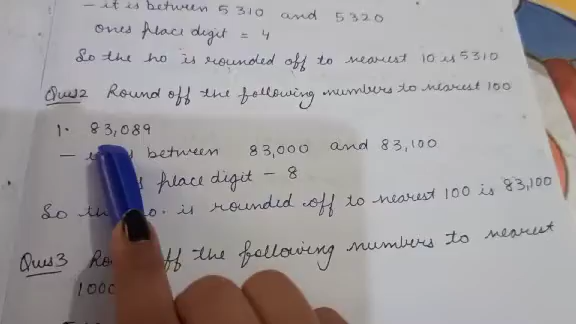 - it is between 5310 and 5320
ones place digit = 4
So the no is rounded off to nearest 10 is 5310
Ques2 Round off the following numbers to nearest 100
1. 83,089
- between 83,000 and 83,100
place digit - 8
So the no. is rounded off to nearest 100 is 83,100
Ques3 off the following numbers to nearest